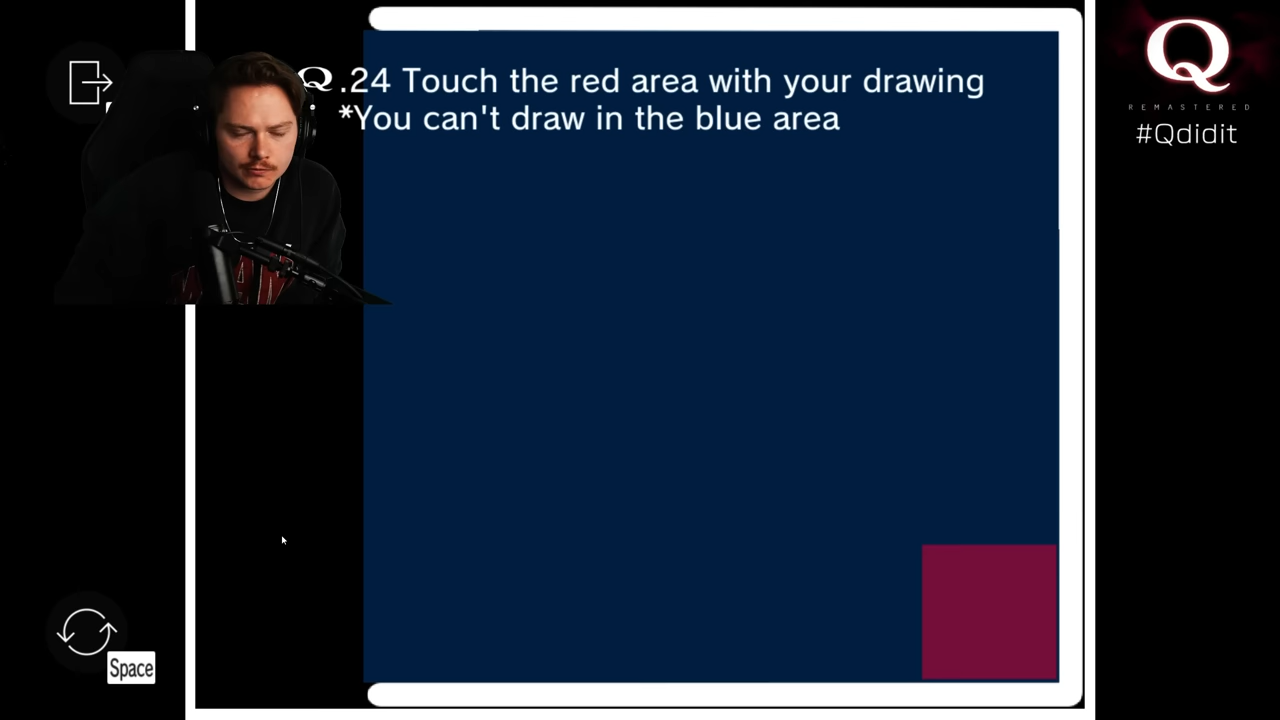 Q.24 Touch the red area with your drawing
*You can't draw in the blue area
Q
REMASTERED
#Qdidit
Space